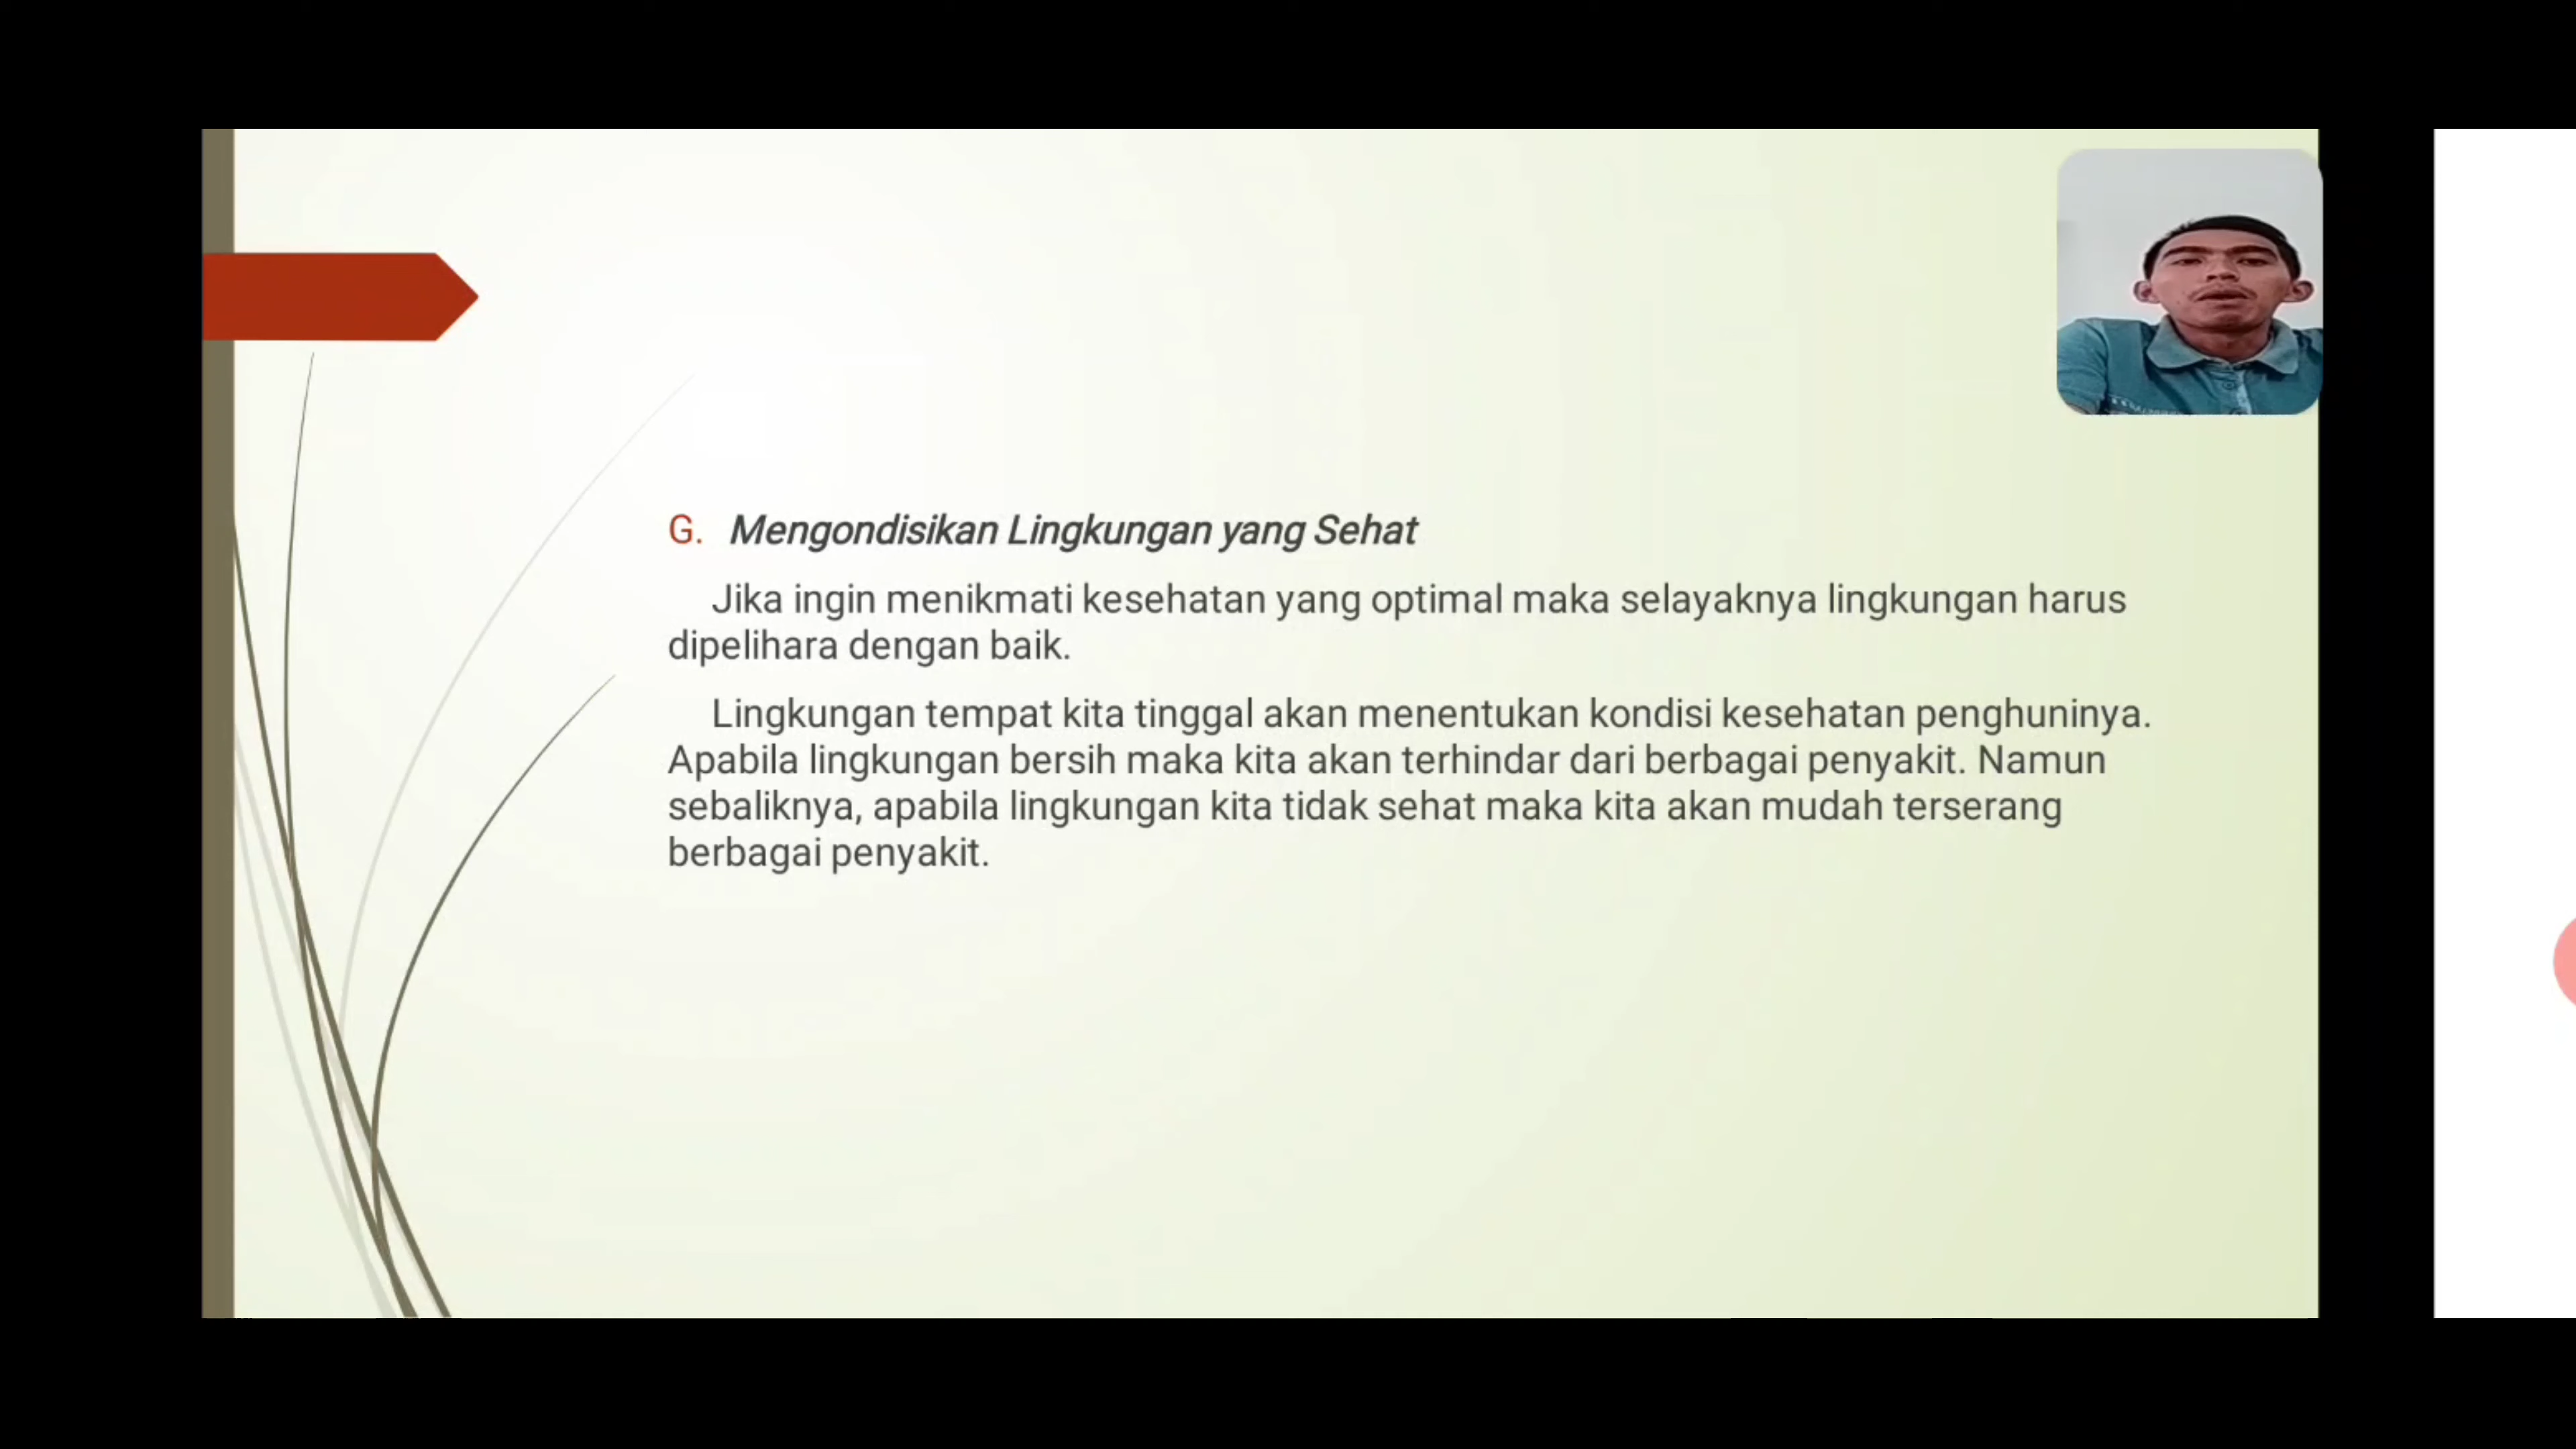 G. Mengondisikan Lingkungan yang Sehat
Jika ingin menikmati kesehatan yang optimal maka selayaknya lingkungan harus
dipelihara dengan baik.
Lingkungan tempat kita tinggal akan menentukan kondisi kesehatan penghuninya.
Apabila lingkungan bersih maka kita akan terhindar dari berbagai penyakit. Namun
sebaliknya, apabila lingkungan kita tidak sehat maka kita akan mudah terserang
berbagai penyakit.